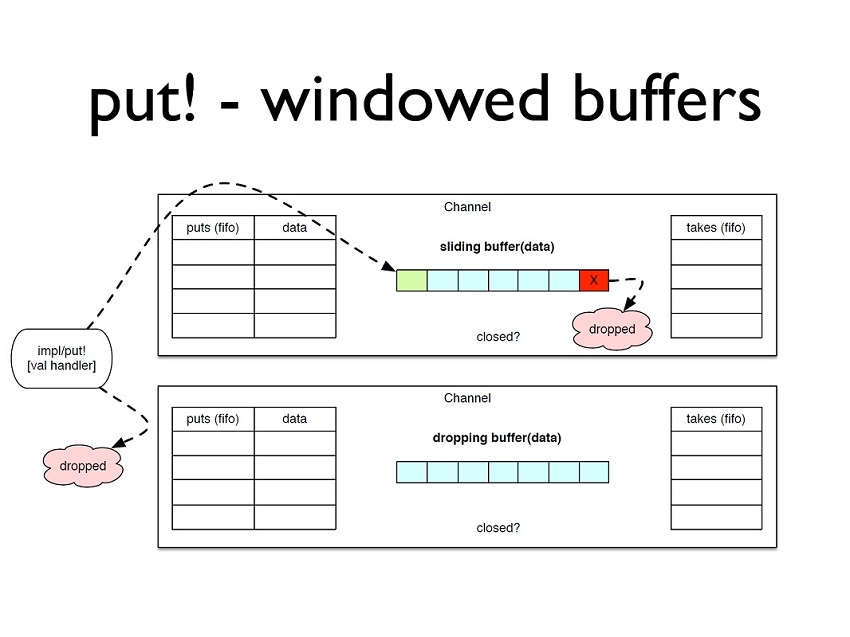 put! - windowed buffers
Channel
puts (fifo)
data
takes (fifo)
sliding buffer(data)
X
dropped
closed?
impl/put!
[val handler]
dropped
Channel
puts (fifo)
data
takes (fifo)
dropping buffer(data)
closed?